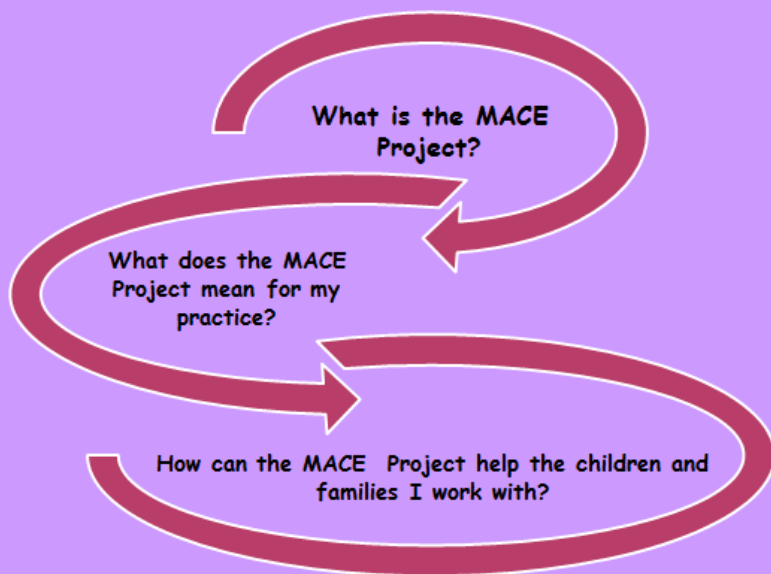 What is the MACE
Project?
What does the MACE
Project mean for my
practice?
How can the MACE Project help the children and
families I work with?